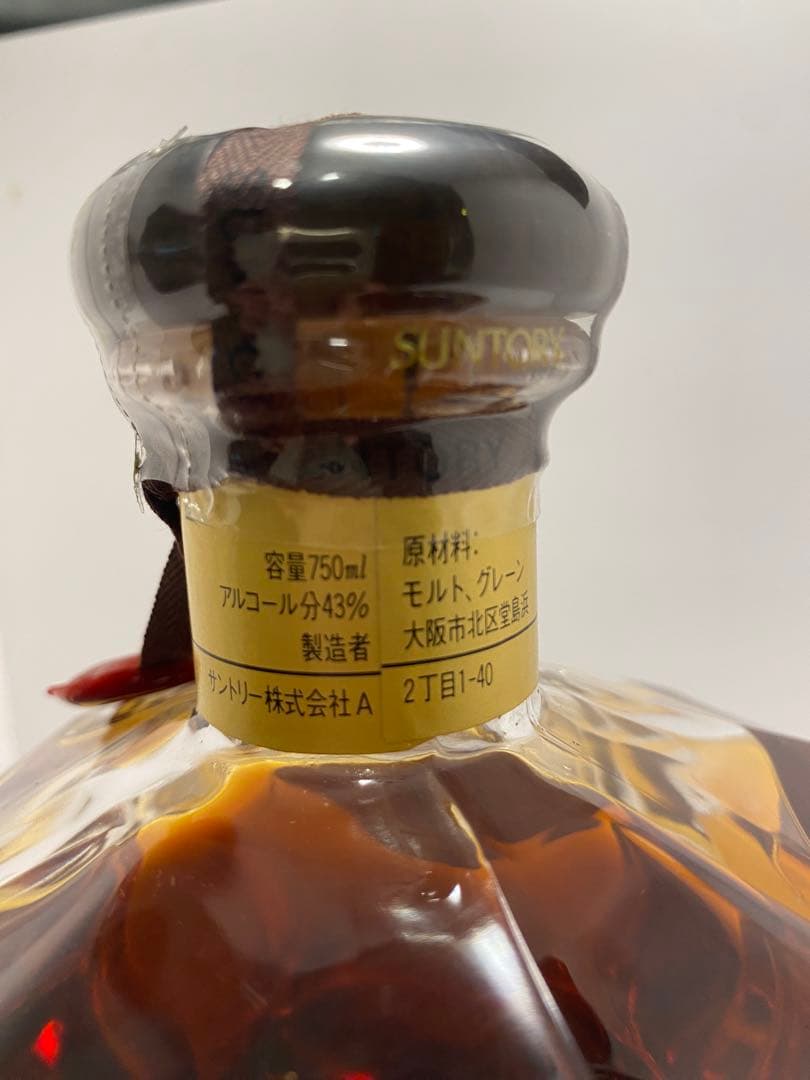 SUNTORY
容量750ml
アルコール分43%
製造者
サントリー株式会社A
原材料:
モルト、グレーン
大阪市北区堂島浜
2丁目1-40